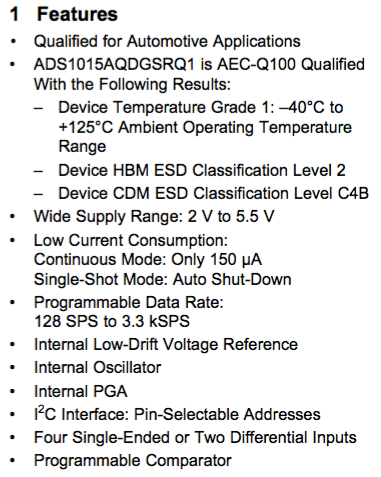 1 Features
• Qualified for Automotive Applications
• ADS1015AQDGSRQ1 is AEC-Q100 Qualified
With the Following Results:
– Device Temperature Grade 1: –40°C to
+125°C Ambient Operating Temperature
Range
– Device HBM ESD Classification Level 2
– Device CDM ESD Classification Level C4B
• Wide Supply Range: 2 V to 5.5 V
• Low Current Consumption:
Continuous Mode: Only 150 µA
Single-Shot Mode: Auto Shut-Down
• Programmable Data Rate:
128 SPS to 3.3 kSPS
• Internal Low-Drift Voltage Reference
• Internal Oscillator
• Internal PGA
• I²C Interface: Pin-Selectable Addresses
• Four Single-Ended or Two Differential Inputs
• Programmable Comparator